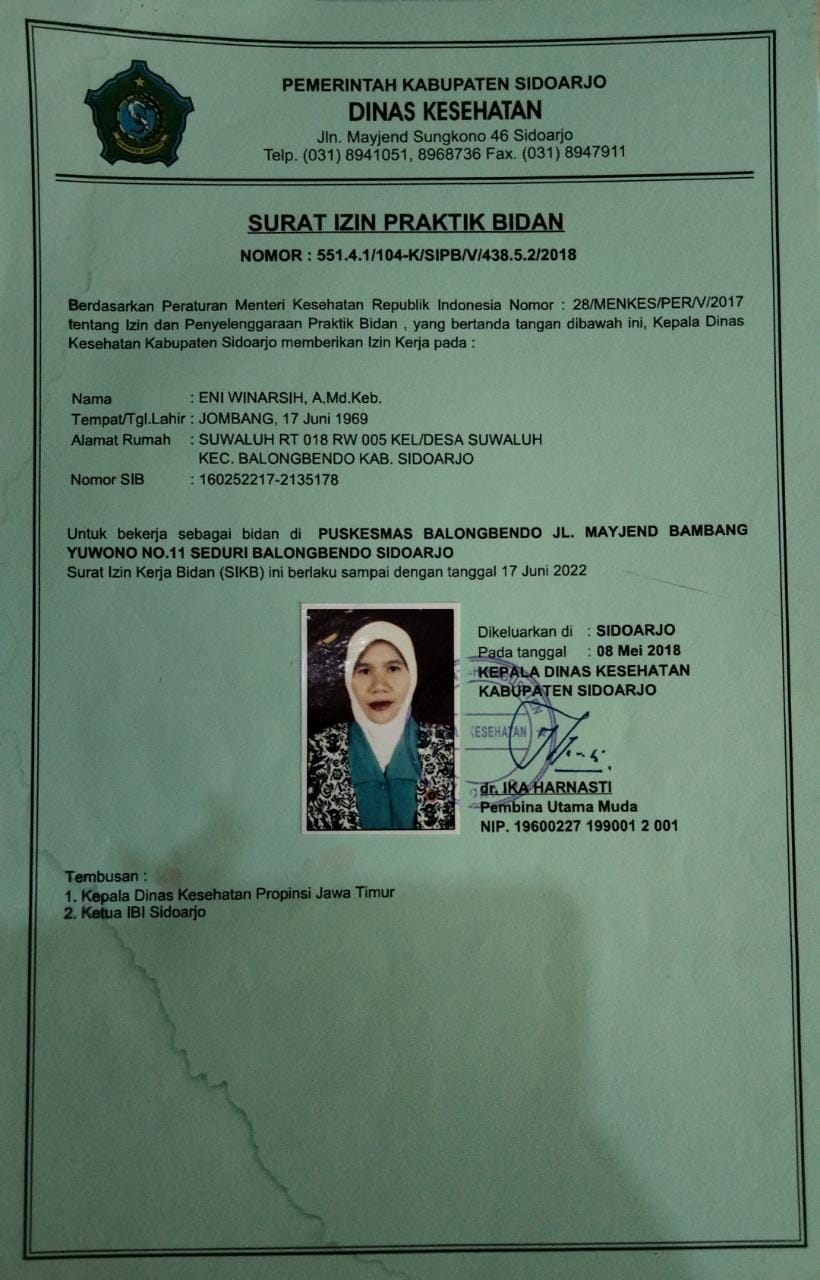 PEMERINTAH KABUPATEN SIDOARJO
DINAS KESEHATAN
Jln. Mayjend Sungkono 46 Sidoarjo
Telp. (031) 8941051, 8968736 Fax. (031) 8947911
SURAT IZIN PRAKTIK BIDAN
NOMOR : 551.4.1/104-K/SIPB/V/438.5.2/2018
Berdasarkan Peraturan Menteri Kesehatan Republik Indonesia Nomor : 28/MENKES/PER/V/2017
tentang Izin dan Penyelenggaraan Praktik Bidan , yang bertanda tangan dibawah ini, Kepala Dinas
Kesehatan Kabupaten Sidoarjo memberikan Izin Kerja pada :
Nama : ENI WINARSIH, A.Md.Keb.
Tempat/Tgl.Lahir : JOMBANG, 17 Juni 1969
Alamat Rumah : SUWALUH RT 018 RW 005 KEL/DESA SUWALUH
KEC. BALONGBENDO KAB. SIDOARJO
Nomor SIB : 160252217-2135178
Untuk bekerja sebagai bidan di PUSKESMAS BALONGBENDO JL. MAYJEND BAMBANG
YUWONO NO.11 SEDURI BALONGBENDO SIDOARJO
Surat Izin Kerja Bidan (SIKB) ini berlaku sampai dengan tanggal 17 Juni 2022
Dikeluarkan di : SIDOARJO
Pada tanggal : 08 Mei 2018
KEPALA DINAS KESEHATAN
KABUPATEN SIDOARJO
KESEHATAN
dr. IKA HARNASTI
Pembina Utama Muda
NIP. 19600227 199001 2 001
Tembusan :
1. Kepala Dinas Kesehatan Propinsi Jawa Timur
2. Ketua IBI Sidoarjo